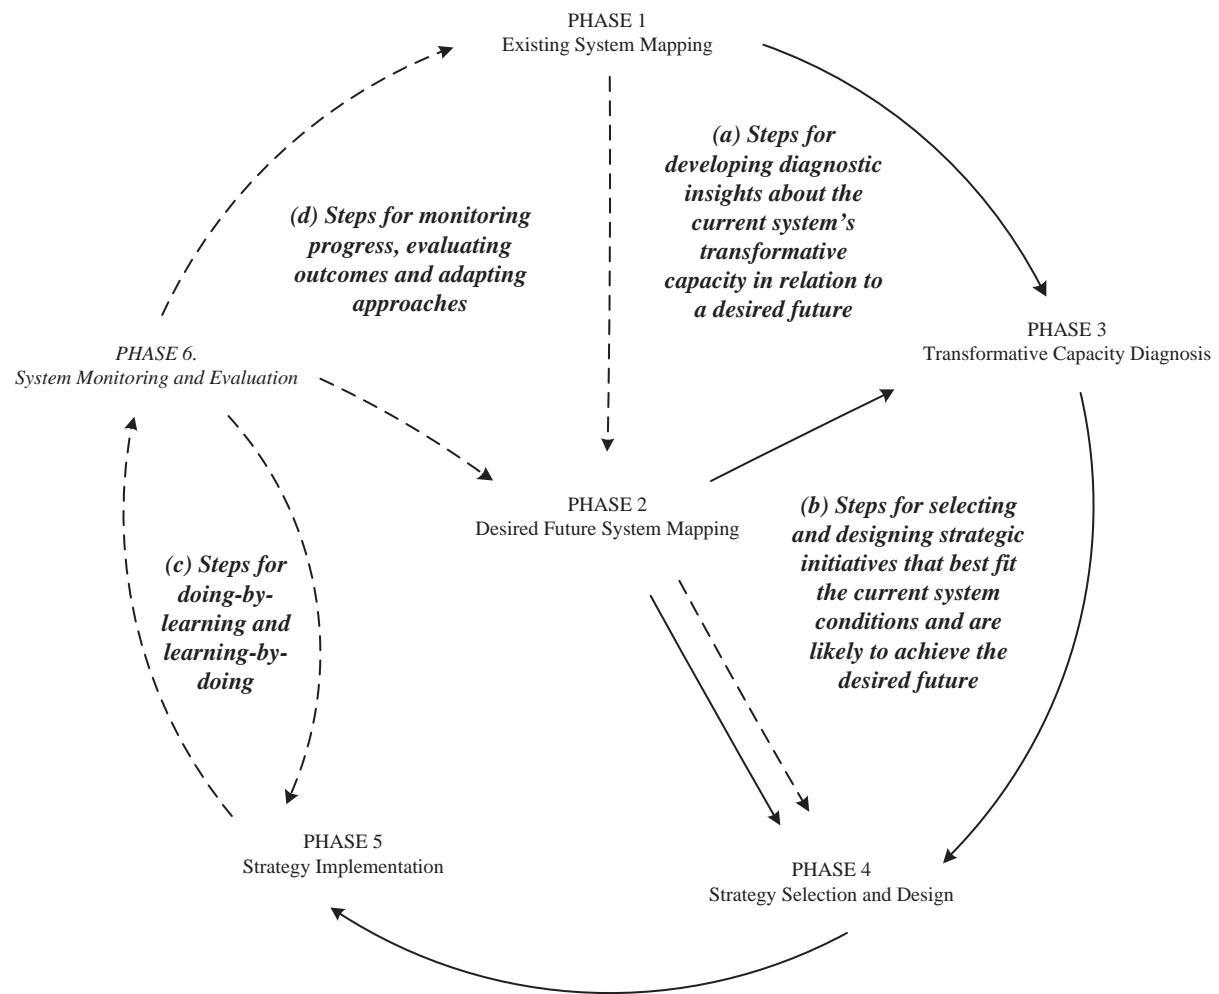 PHASE 1
Existing System Mapping
(a) Steps for
developing diagnostic
insights about the
current system’s
transformative
capacity in relation to
a desired future
(d) Steps for monitoring
progress, evaluating
outcomes and adapting
approaches
PHASE 3
Transformative Capacity Diagnosis
PHASE 6.
System Monitoring and Evaluation
PHASE 2
Desired Future System Mapping
(b) Steps for selecting
and designing strategic
initiatives that best fit
the current system
conditions and are
likely to achieve the
desired future
(c) Steps for
doing-by-
learning and
learning-by-
doing
PHASE 5
Strategy Implementation
PHASE 4
Strategy Selection and Design